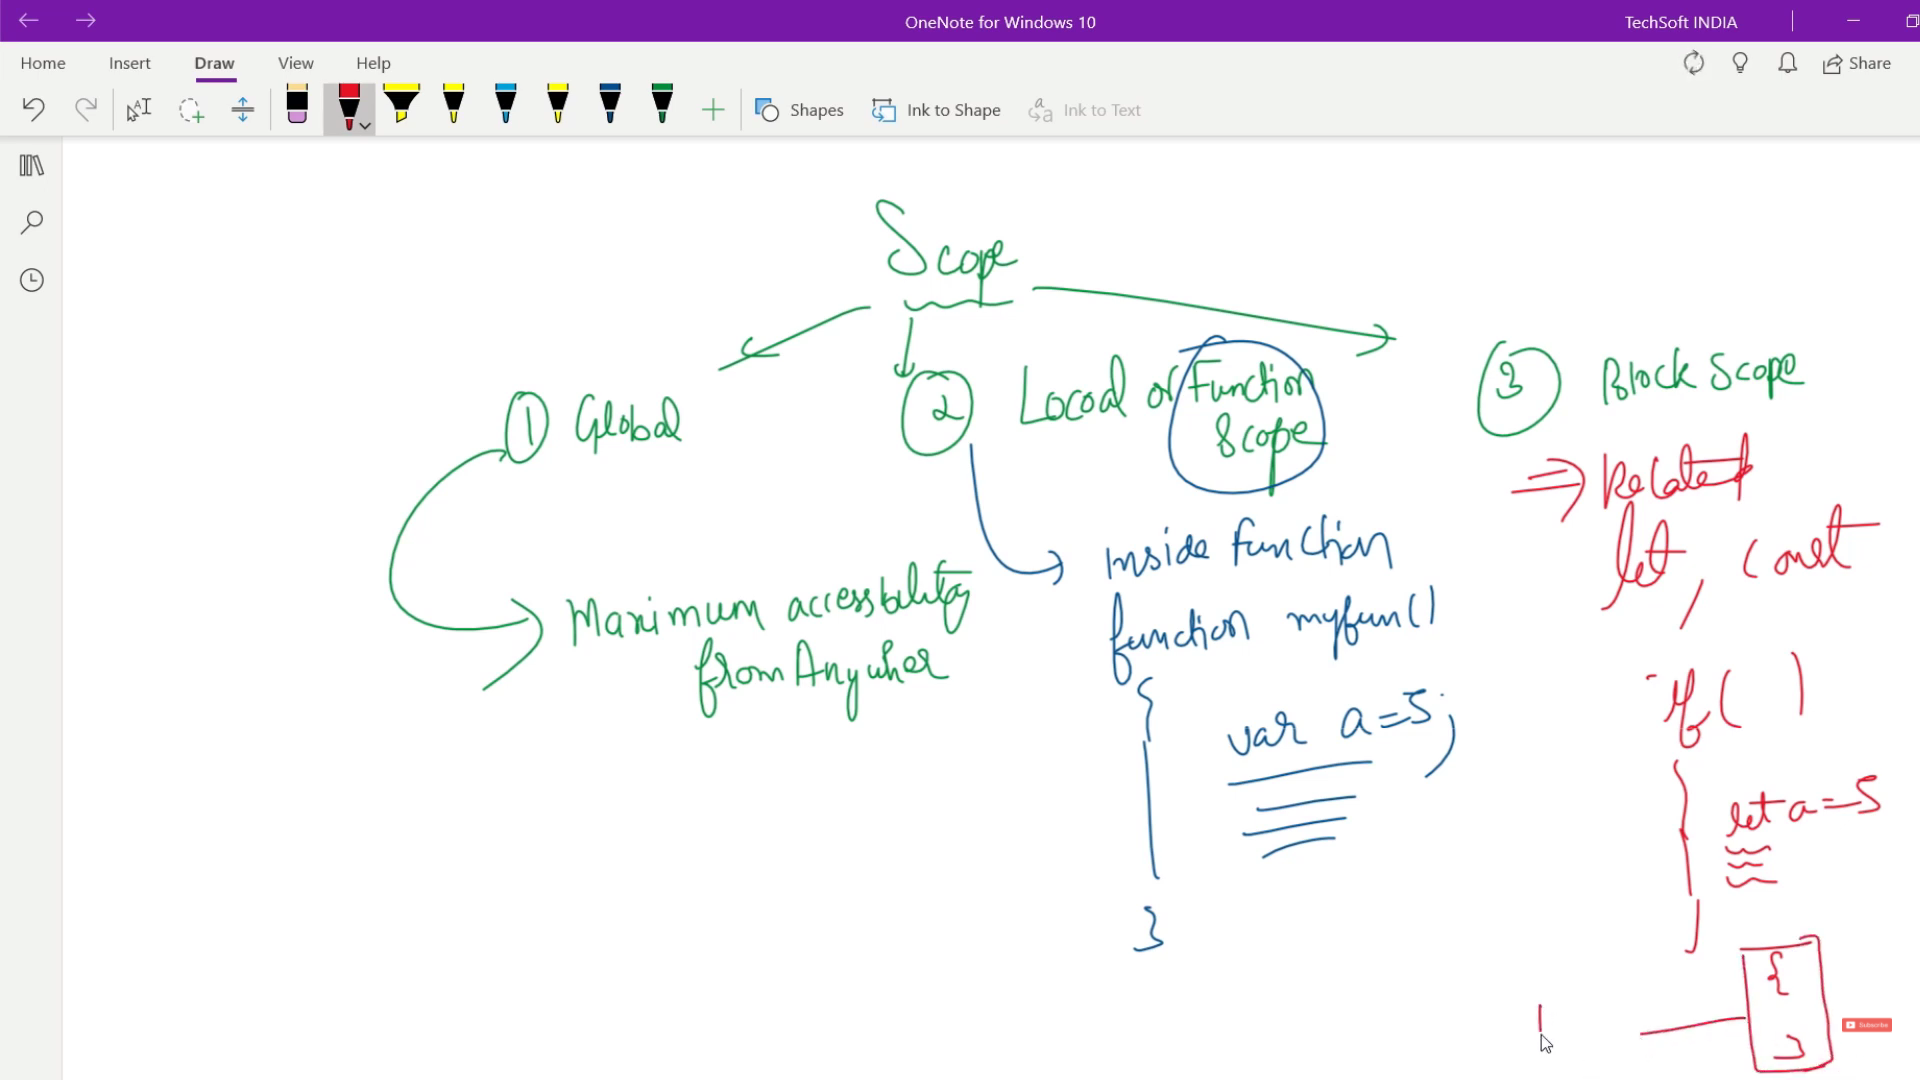 OneNote for Windows 10
TechSoft INDIA
Home Insert Draw View Help
Share
Shapes Ink to Shape Ink to Text
Scope
1 Global
2 Locoal or Function
Scope
3 Block Scope
Maximum accessbility
from Anywher
Inside function
function myfun()
{
var a=5;
}
⇒ Related
let, const
if( )
{
let a=5
}
{
}
Subscribe